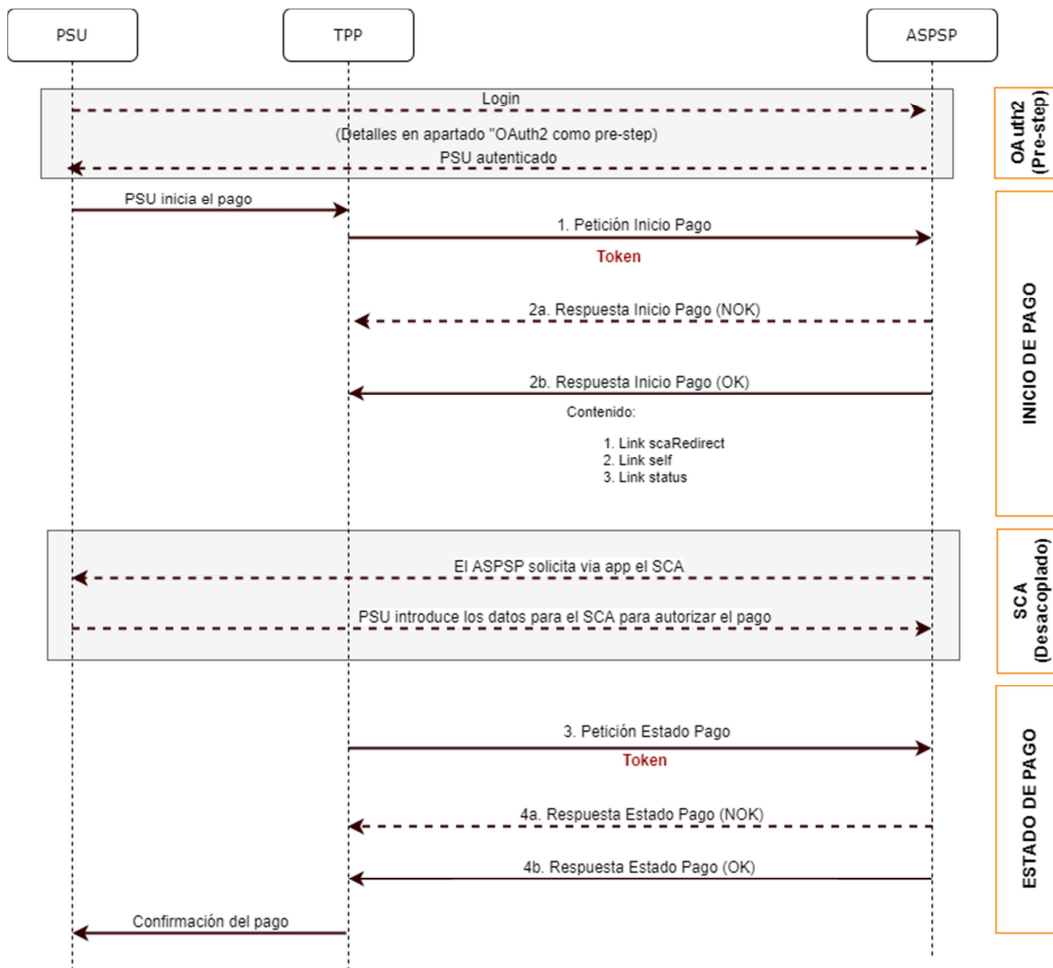 PSU
TPP
ASPSP
Login
(Detalles en apartado "OAuth2 como pre-step)
PSU autenticado
OAuth2
(Pre-step)
PSU inicia el pago
1. Petición Inicio Pago
Token
2a. Respuesta Inicio Pago (NOK)
2b. Respuesta Inicio Pago (OK)
Contenido:
1. Link scaRedirect
2. Link self
3. Link status
INICIO DE PAGO
El ASPSP solicita via app el SCA
PSU introduce los datos para el SCA para autorizar el pago
SCA
(Desacoplado)
3. Petición Estado Pago
Token
4a. Respuesta Estado Pago (NOK)
4b. Respuesta Estado Pago (OK)
Confirmación del pago
ESTADO DE PAGO